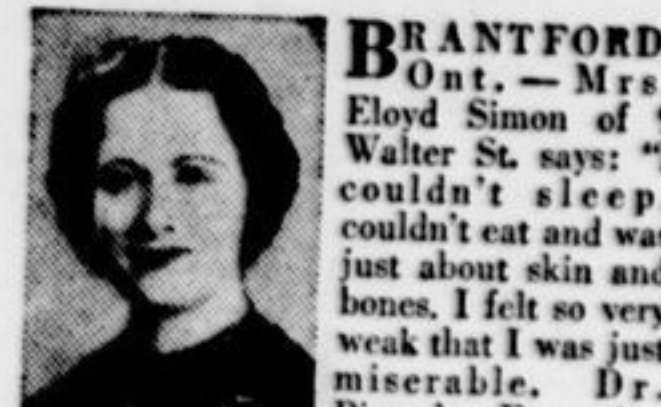 BRANTFORD
Ont. — Mrs
Eloyd Simon of
Walter St. says: "
couldn't sleep
couldn't eat and was
just about skin and
bones. I felt so very
weak that I was just
miserable. Dr.